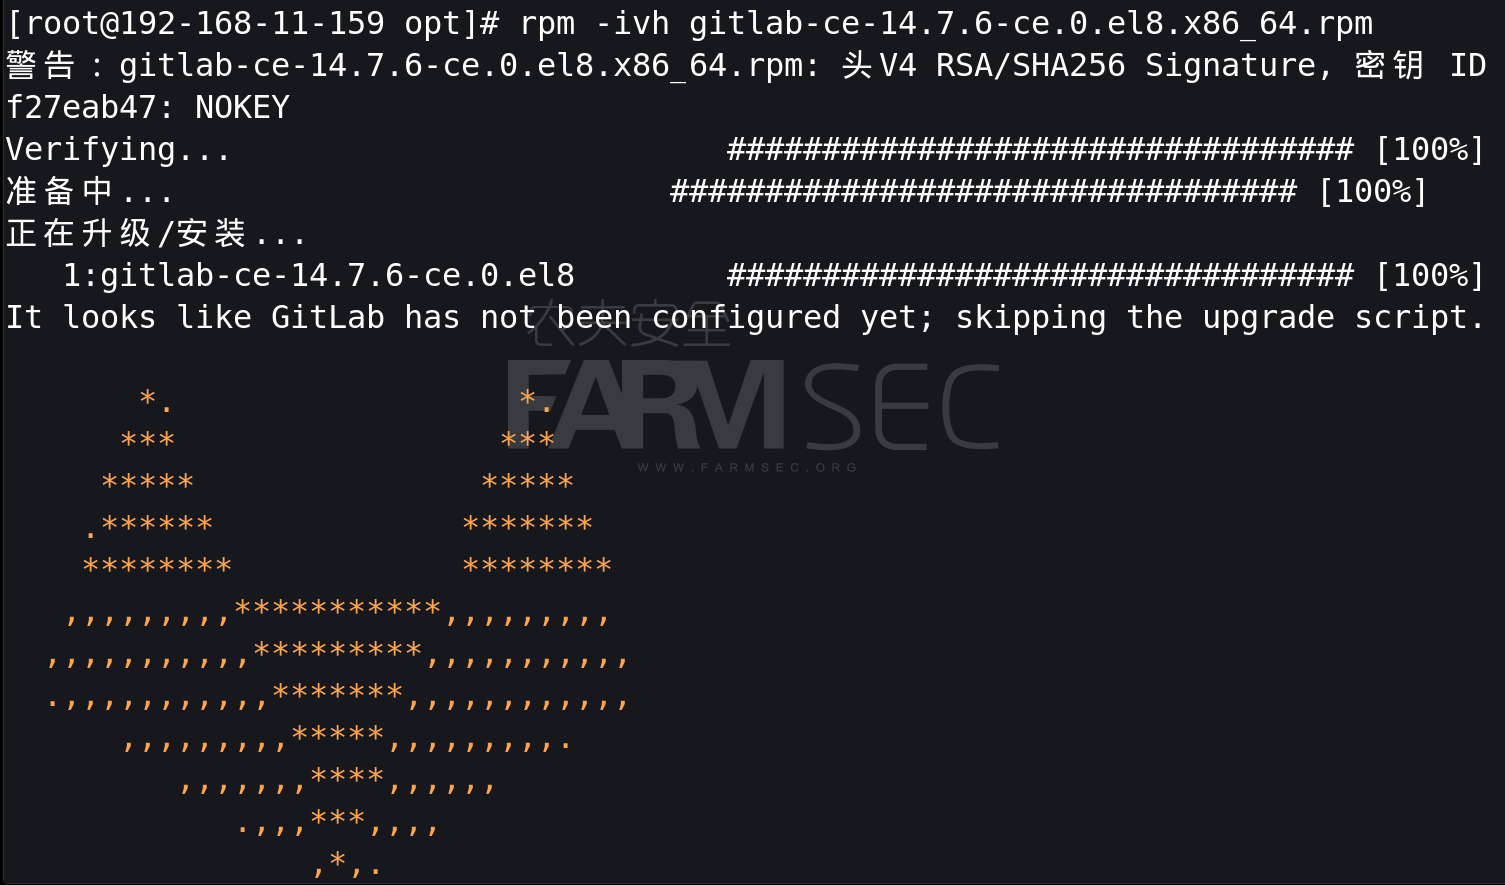 [root@192-168-11-159 opt]# rpm -ivh gitlab-ce-14.7.6-ce.0.el8.x86_64.rpm
警告：gitlab-ce-14.7.6-ce.0.el8.x86_64.rpm: 头V4 RSA/SHA256 Signature, 密钥 ID
f27eab47: NOKEY
Verifying...                          ################################# [100%]
准备中...                          ################################# [100%]
正在升级/安装...
   1:gitlab-ce-14.7.6-ce.0.el8        ################################# [100%]
It looks like GitLab has not been configured yet; skipping the upgrade script.
农夫安全
FARMSEC
WWW.FARMSEC.ORG
       *.                  *.
      ***                 ***
     *****               *****
    .******             *******
    ********            ********
   ,,,,,,,,,***********,,,,,,,,,
  ,,,,,,,,,,,*********,,,,,,,,,,,
  .,,,,,,,,,,,*******,,,,,,,,,,,,
      ,,,,,,,,,*****,,,,,,,,,.
         ,,,,,,,****,,,,,,
            .,,,***,,,,
                ,*,.